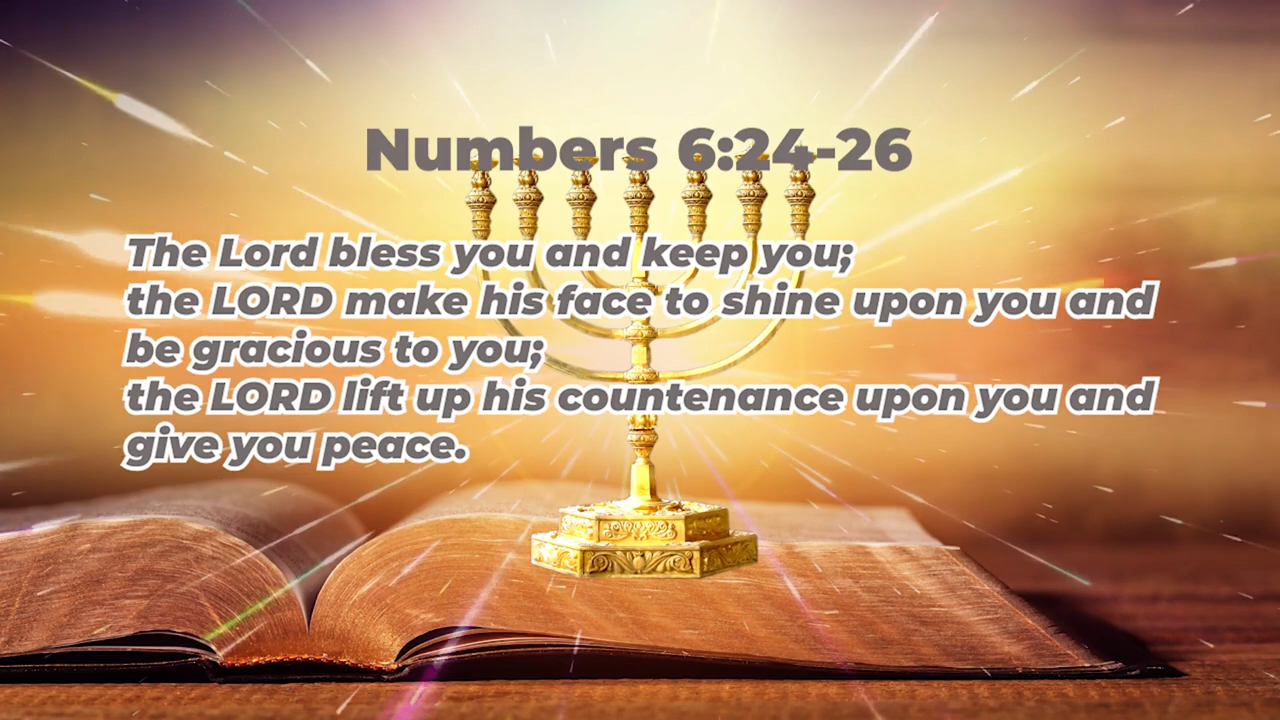 Numbers 6:24-26
The Lord bless you and keep you;
the LORD make his face to shine upon you and
be gracious to you;
the LORD lift up his countenance upon you and
give you peace.